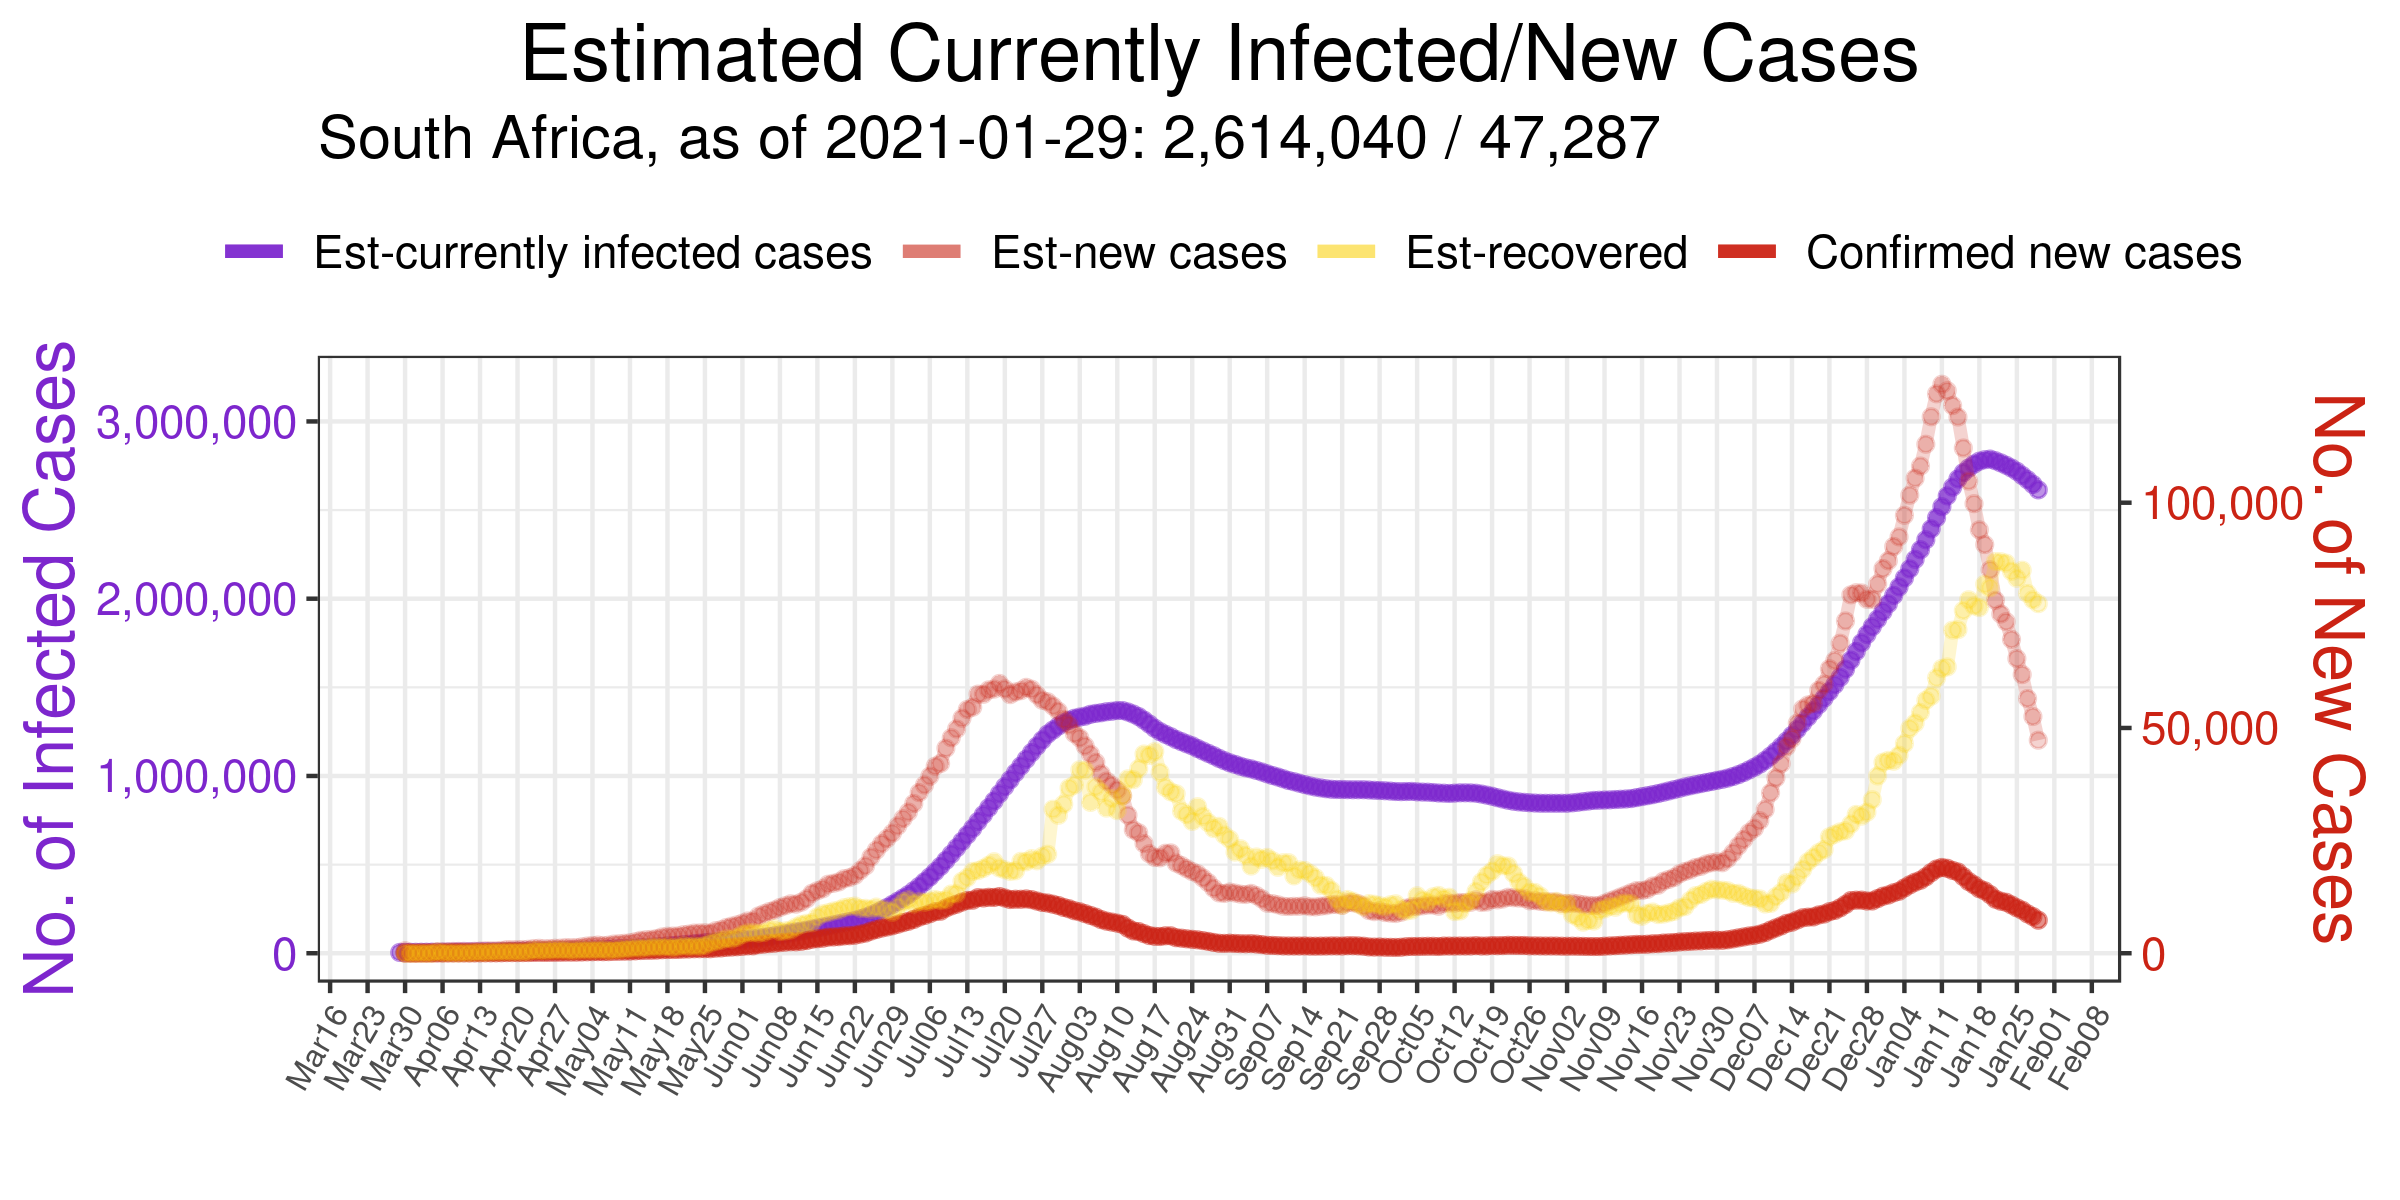 Estimated Currently Infected/New Cases
South Africa, as of 2021-01-29: 2,614,040 / 47,287
Est-currently infected cases Est-new cases Est-recovered Confirmed new cases
No. of Infected Cases
3,000,000
2,000,000
1,000,000
0
100,000
50,000
0
No. of New Cases
Mar16 Mar23 Mar30 Apr06 Apr13 Apr20 Apr27 May04 May11 May18 May25 Jun01 Jun08 Jun15 Jun22 Jun29 Jul06 Jul13 Jul20 Jul27 Aug03 Aug10 Aug17 Aug24 Aug31 Sep07 Sep14 Sep21 Sep28 Oct05 Oct12 Oct19 Oct26 Nov02 Nov09 Nov16 Nov23 Nov30 Dec07 Dec14 Dec21 Dec28 Jan04 Jan11 Jan18 Jan25 Feb01 Feb08